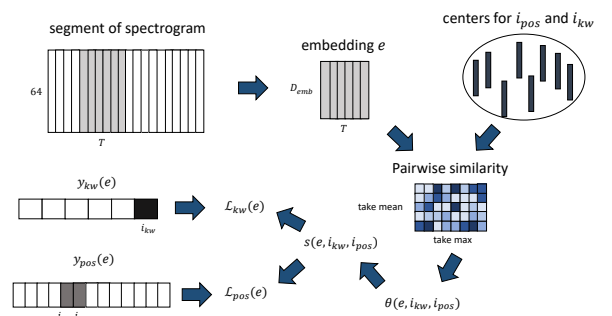 segment of spectrogram
64
T
embedding e
D_emb
T
centers for i_pos and i_kw
Pairwise similarity
take mean
take max
y_kw(e)
i_kw
ℒ_kw(e)
s(e, i_kw, i_pos)
y_pos(e)
ℒ_pos(e)
θ(e, i_kw, i_pos)